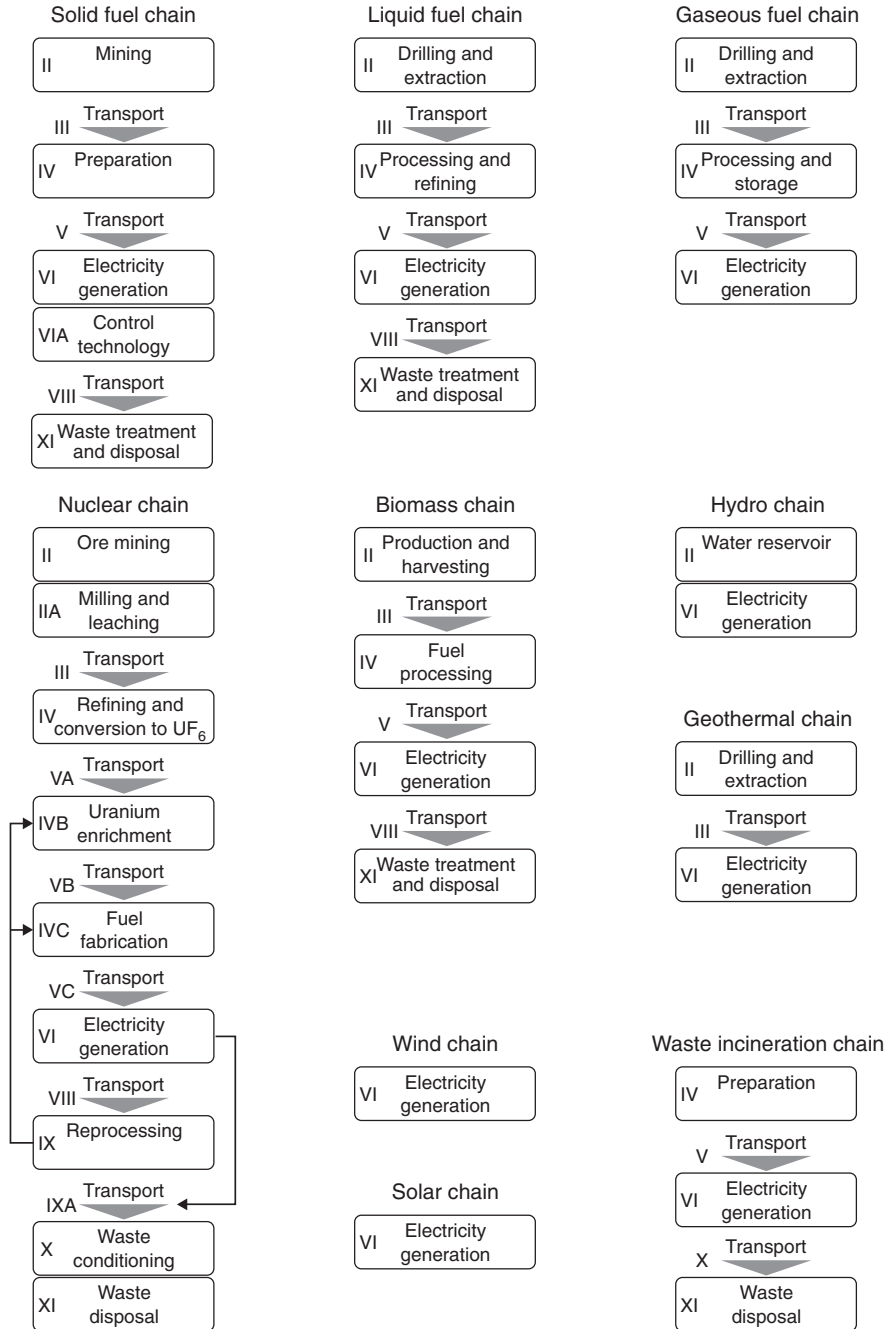 Solid fuel chain
II Mining
III Transport
IV Preparation
V Transport
VI Electricity
generation
VIA Control
technology
VIII Transport
XI Waste treatment
and disposal
Liquid fuel chain
II Drilling and
extraction
III Transport
IV Processing and
refining
V Transport
VI Electricity
generation
VIII Transport
XI Waste treatment
and disposal
Gaseous fuel chain
II Drilling and
extraction
III Transport
IV Processing and
storage
V Transport
VI Electricity
generation
Nuclear chain
II Ore mining
IIA Milling and
leaching
III Transport
IV Refining and
conversion to UF6
VA Transport
IVB Uranium
enrichment
VB Transport
IVC Fuel
fabrication
VC Transport
VI Electricity
generation
VIII Transport
IX Reprocessing
IXA Transport
X Waste
conditioning
XI Waste
disposal
Biomass chain
II Production and
harvesting
III Transport
IV Fuel
processing
V Transport
VI Electricity
generation
VIII Transport
XI Waste treatment
and disposal
Hydro chain
II Water reservoir
VI Electricity
generation
Geothermal chain
II Drilling and
extraction
III Transport
VI Electricity
generation
Wind chain
VI Electricity
generation
Solar chain
VI Electricity
generation
Waste incineration chain
IV Preparation
V Transport
VI Electricity
generation
X Transport
XI Waste
disposal